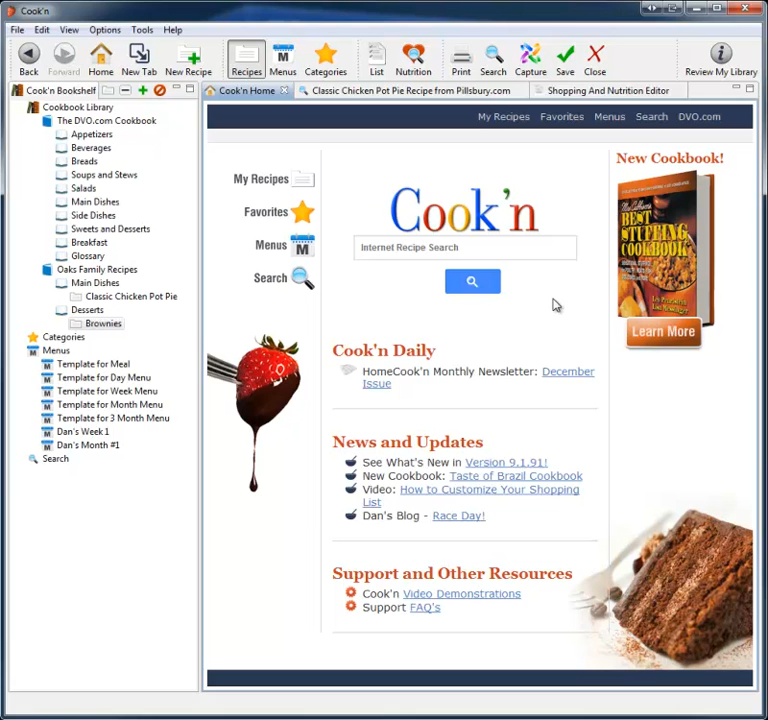 Cook'n
File Edit View Options Tools Help
Back Forward Home New Tab New Recipe Recipes Menus Categories List Nutrition Print Search Capture Save Close Review My Library
Cook'n Bookshelf
Cook'n Home Classic Chicken Pot Pie Recipe from Pillsbury.com Shopping And Nutrition Editor
Cookbook Library
The DVO.com Cookbook
Appetizers
Beverages
Breads
Soups and Stews
Salads
Main Dishes
Side Dishes
Sweets and Desserts
Breakfast
Glossary
Oaks Family Recipes
Main Dishes
Classic Chicken Pot Pie
Desserts
Brownies
Categories
Menus
Template for Meal
Template for Day Menu
Template for Week Menu
Template for Month Menu
Template for 3 Month Menu
Dan's Week 1
Dan's Month #1
Search
My Recipes Favorites Menus Search DVO.com
My Recipes
Favorites
Menus
M
Search
Cook'n
Internet Recipe Search
Cook'n Daily
HomeCook'n Monthly Newsletter: December
Issue
News and Updates
See What's New in Version 9.1.91!
New Cookbook: Taste of Brazil Cookbook
Video: How to Customize Your Shopping
List
Dan's Blog - Race Day!
Support and Other Resources
Cook'n Video Demonstrations
Support FAQ's
New Cookbook!
BEST
STUFFING
COOKBOOK
Learn More